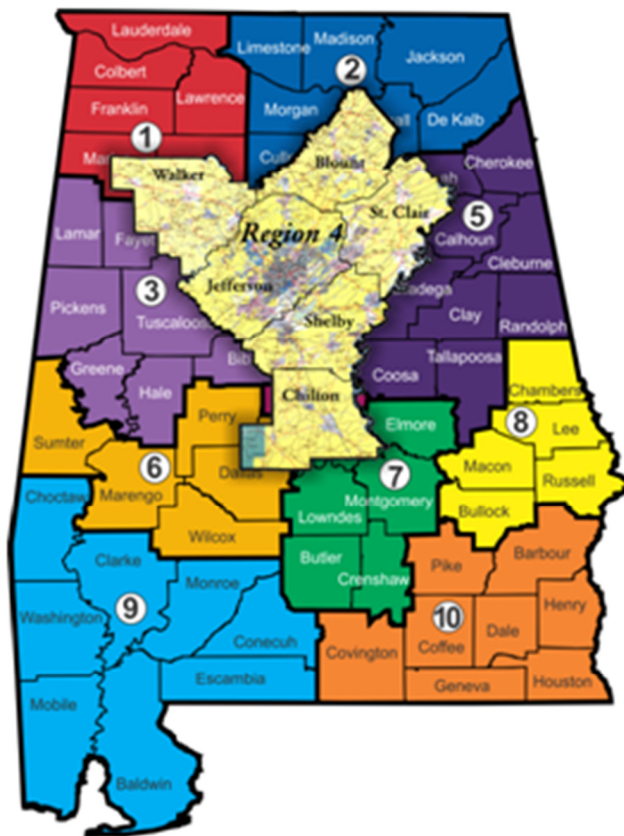 Lauderdale
Limestone
Madison
Jackson
Colbert
2
Franklin
Lawrence
Morgan
De Kalb
1
Blount
Cherokee
Walker
St. Clair
5
Lamar
Region 4
Calhoun
Cleburne
3
Jefferson
Pickens
Tuscaloos
Shelby
Clay
Randolph
Greene
Tallapoosa
Hale
Coosa
Chilton
Chambers
Perry
Elmore
8
Lee
Sumter
6
Dallas
7
Macon
Russell
Choctaw
Marengo
Montgomery
Bullock
Lowndes
Wilcox
Clarke
Butler
Pike
Barbour
Monroe
Crenshaw
9
10
Henry
Washington
Dale
Conecuh
Covington
Coffee
Escambia
Geneva
Houston
Mobile
Baldwin